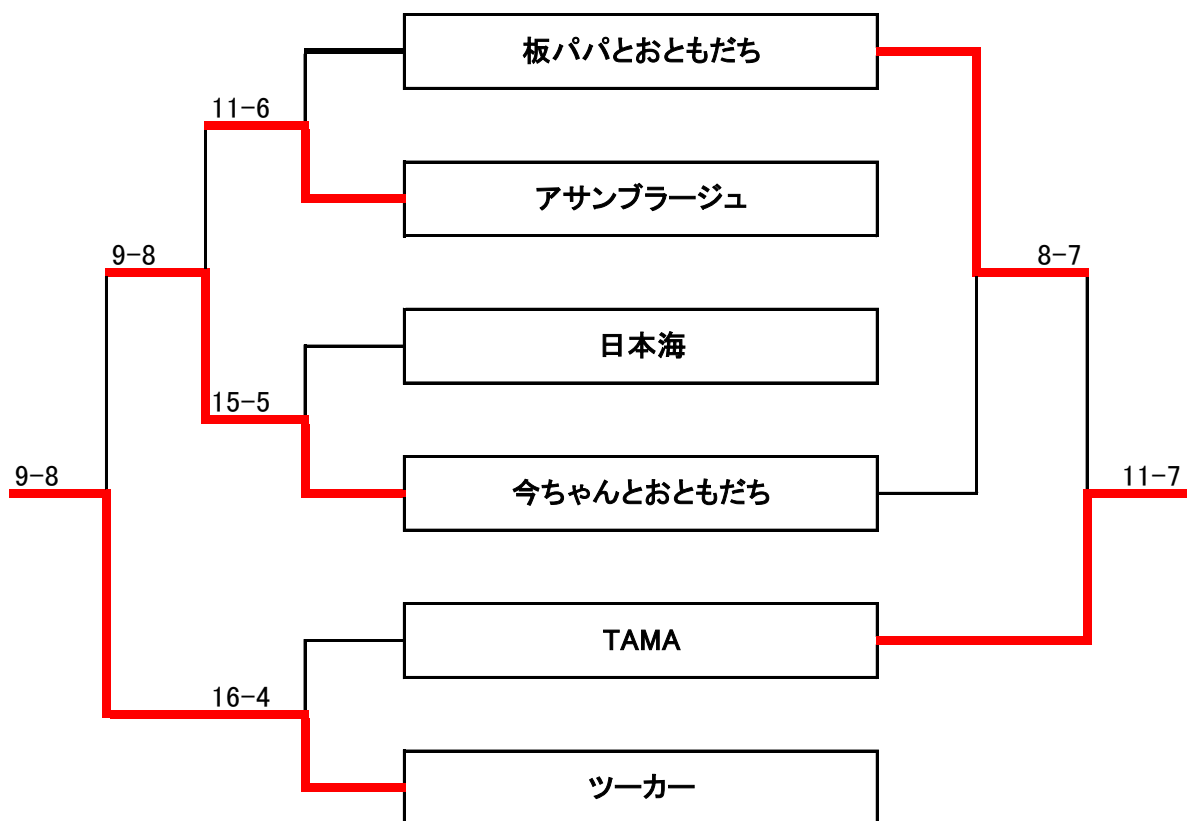 板パパとおともだち
11-6
アサンブラージュ
9-8
8-7
日本海
15-5
9-8
今ちゃんとおともだち
11-7
TAMA
16-4
ツーカー